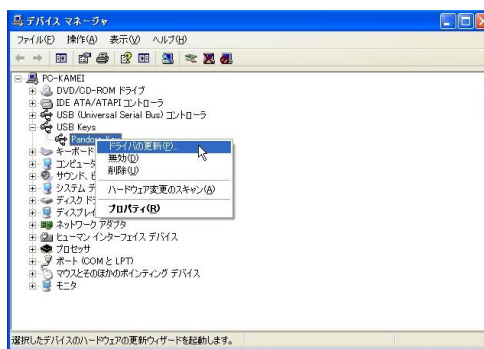 デバイス マネージャ
ファイル(F) 操作(A) 表示(V) ヘルプ(H)
PC-KAMEI
DVD/CD-ROM ドライブ
IDE ATA/ATAPI コントローラ
USB (Universal Serial Bus) コントローラ
USB Keys
Pandora
ドライバの更新(P)...
キーボード
無効(D)
コンピュータ
削除(U)
サウンド、ビ
システム デ
ハードウェア変更のスキャン(A)
ディスク ド
ディスプレイ
プロパティ(R)
ネットワーク アダプタ
ヒューマン インターフェイス デバイス
プロセッサ
ポート (COM と LPT)
マウスとそのほかのポインティング デバイス
モニタ
選択したデバイスのハードウェアの更新ウィザードを起動します。